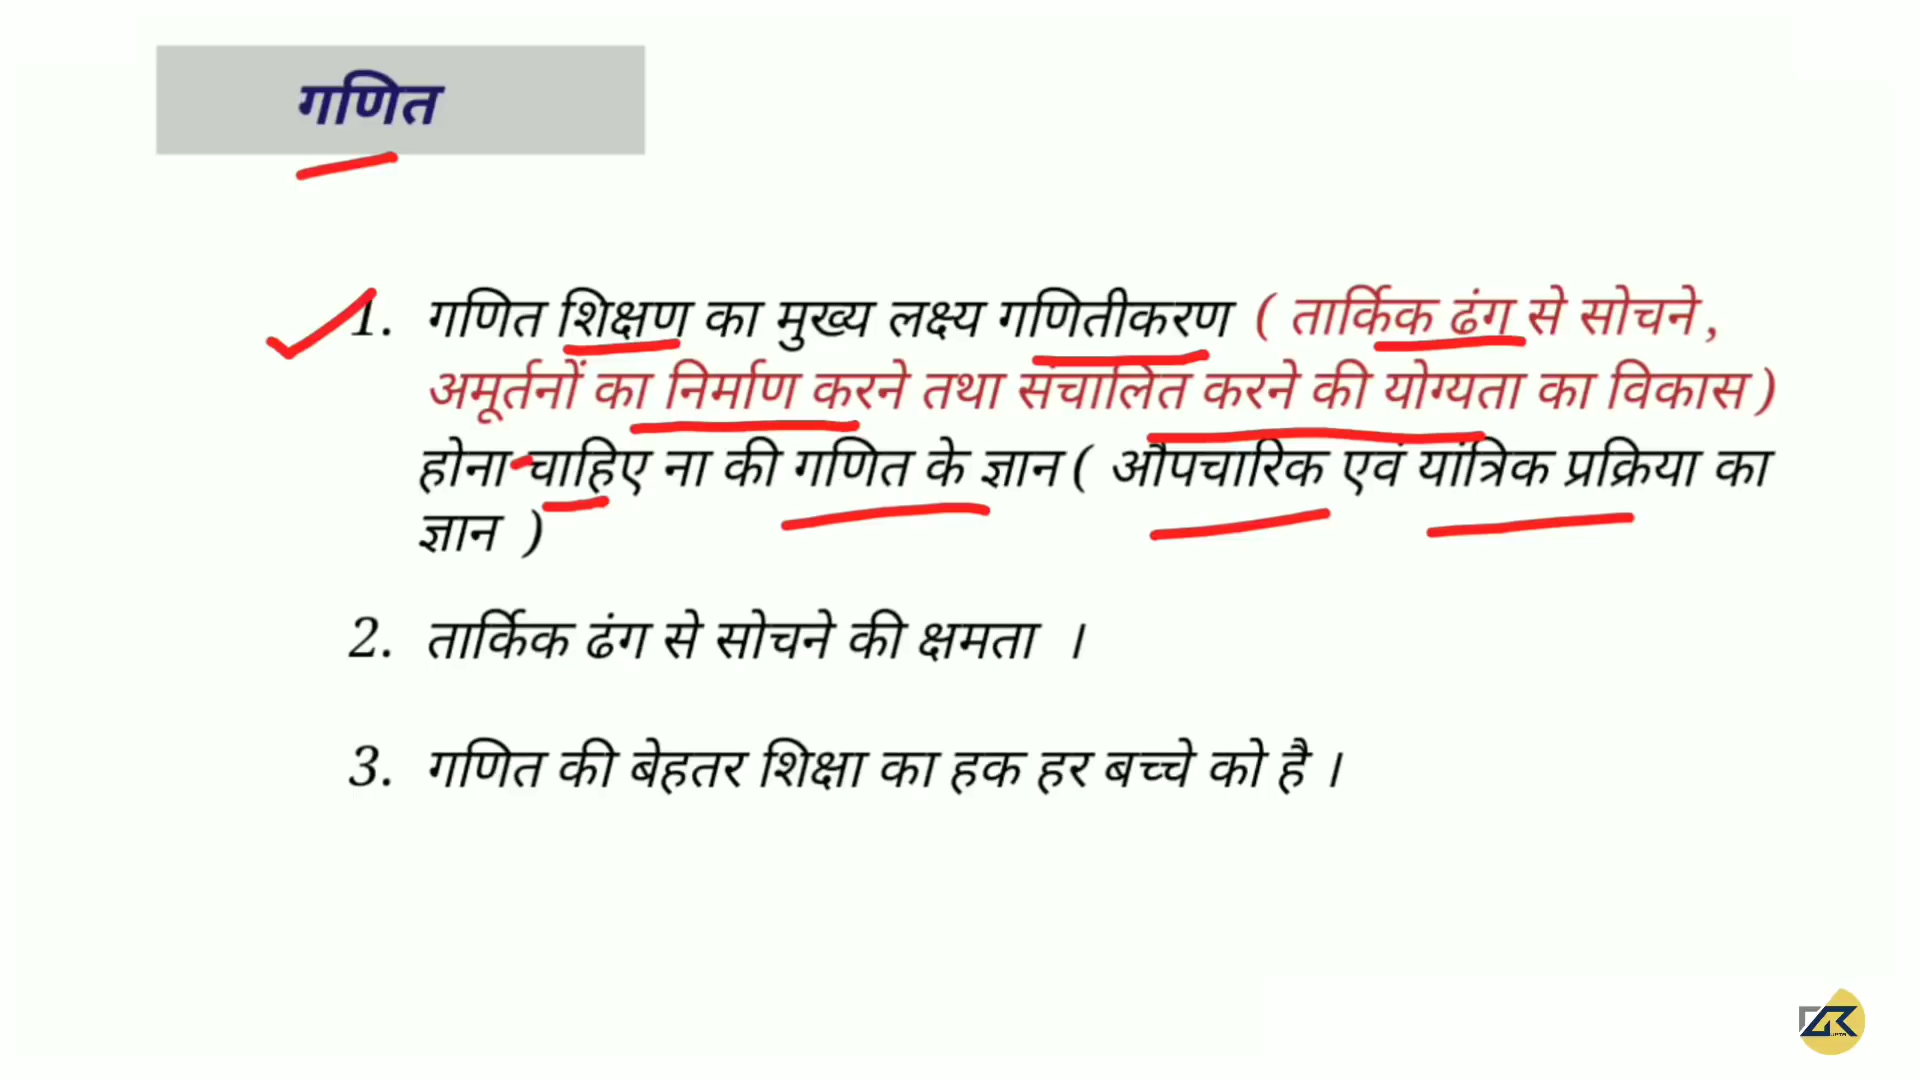 गणित
1. गणित शिक्षण का मुख्य लक्ष्य गणितीकरण ( तार्किक ढंग से सोचने,
अमूर्तनों का निर्माण करने तथा संचालित करने की योग्यता का विकास )
होना चाहिए ना की गणित के ज्ञान ( औपचारिक एवं यांत्रिक प्रक्रिया का
ज्ञान )
2. तार्किक ढंग से सोचने की क्षमता ।
3. गणित की बेहतर शिक्षा का हक हर बच्चे को है ।